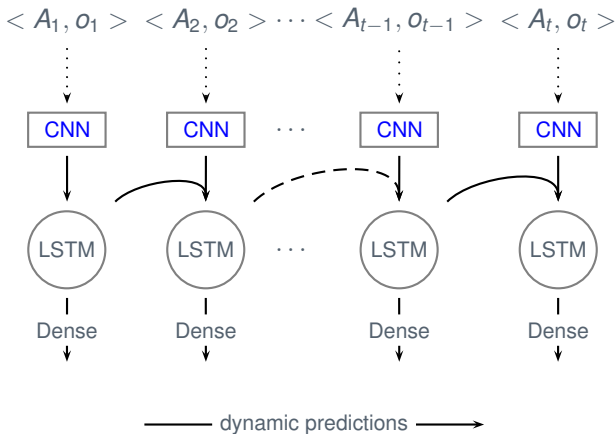 < A₁, o₁ > < A₂, o₂ > ··· < Aₜ₋₁, oₜ₋₁ > < Aₜ, oₜ >
CNN CNN ··· CNN CNN
LSTM LSTM ··· LSTM LSTM
Dense Dense Dense Dense
dynamic predictions